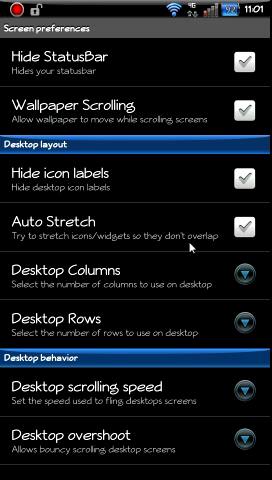 4G 92 11:01
Screen preferences
Hide StatusBar
Hides your statusbar
Wallpaper Scrolling
Allow wallpaper to move while scrolling screens
Desktop layout
Hide icon labels
Hide desktop icon labels
Auto Stretch
Try to stretch icons/widgets so they don't overlap
Desktop Columns
Select the number of columns to use on desktop
Desktop Rows
Select the number of rows to use on desktop
Desktop behavior
Desktop scrolling speed
Set the speed used to fling desktops screens
Desktop overshoot
Allows bouncy scrolling desktop screens